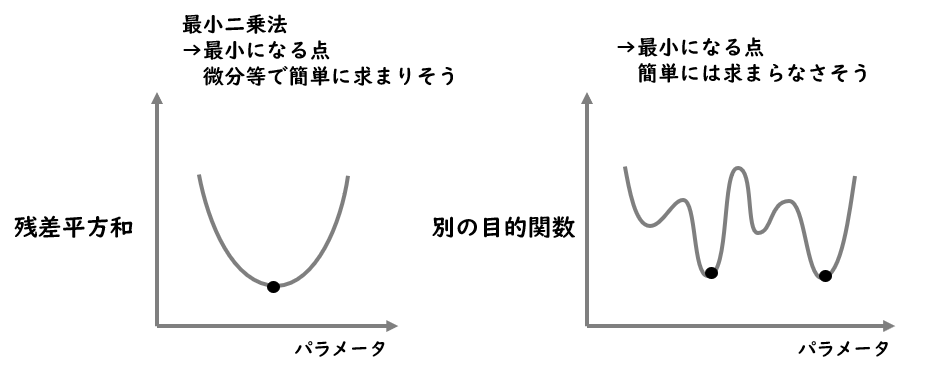 最小二乗法
→最小になる点
微分等で簡単に求まりそう
残差平方和
パラメータ
→最小になる点
簡単には求まらなさそう
別の目的関数
パラメータ